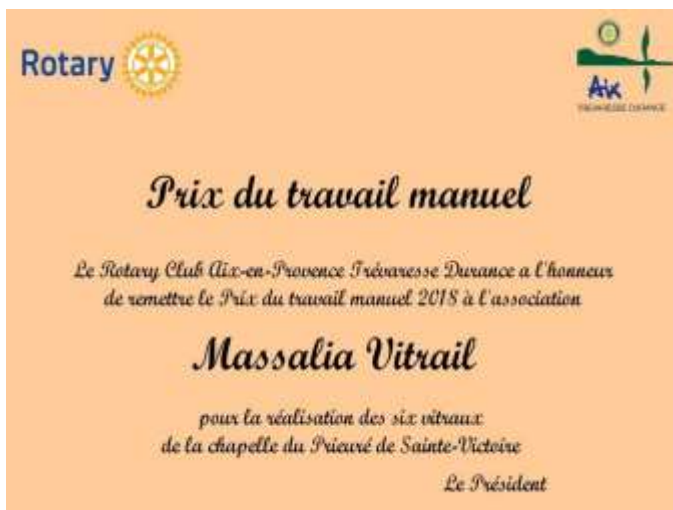 Rotary
Aix
TREVARESSE DURANCE
Prix du travail manuel
Le Rotary Club Aix-en-Provence Trévaresse Durance a l'honneur
de remettre le Prix du travail manuel 2018 à l'association
Massalia Vitrail
pour la réalisation des six vitraux
de la chapelle du Prieuré de Sainte-Victoire
Le Président